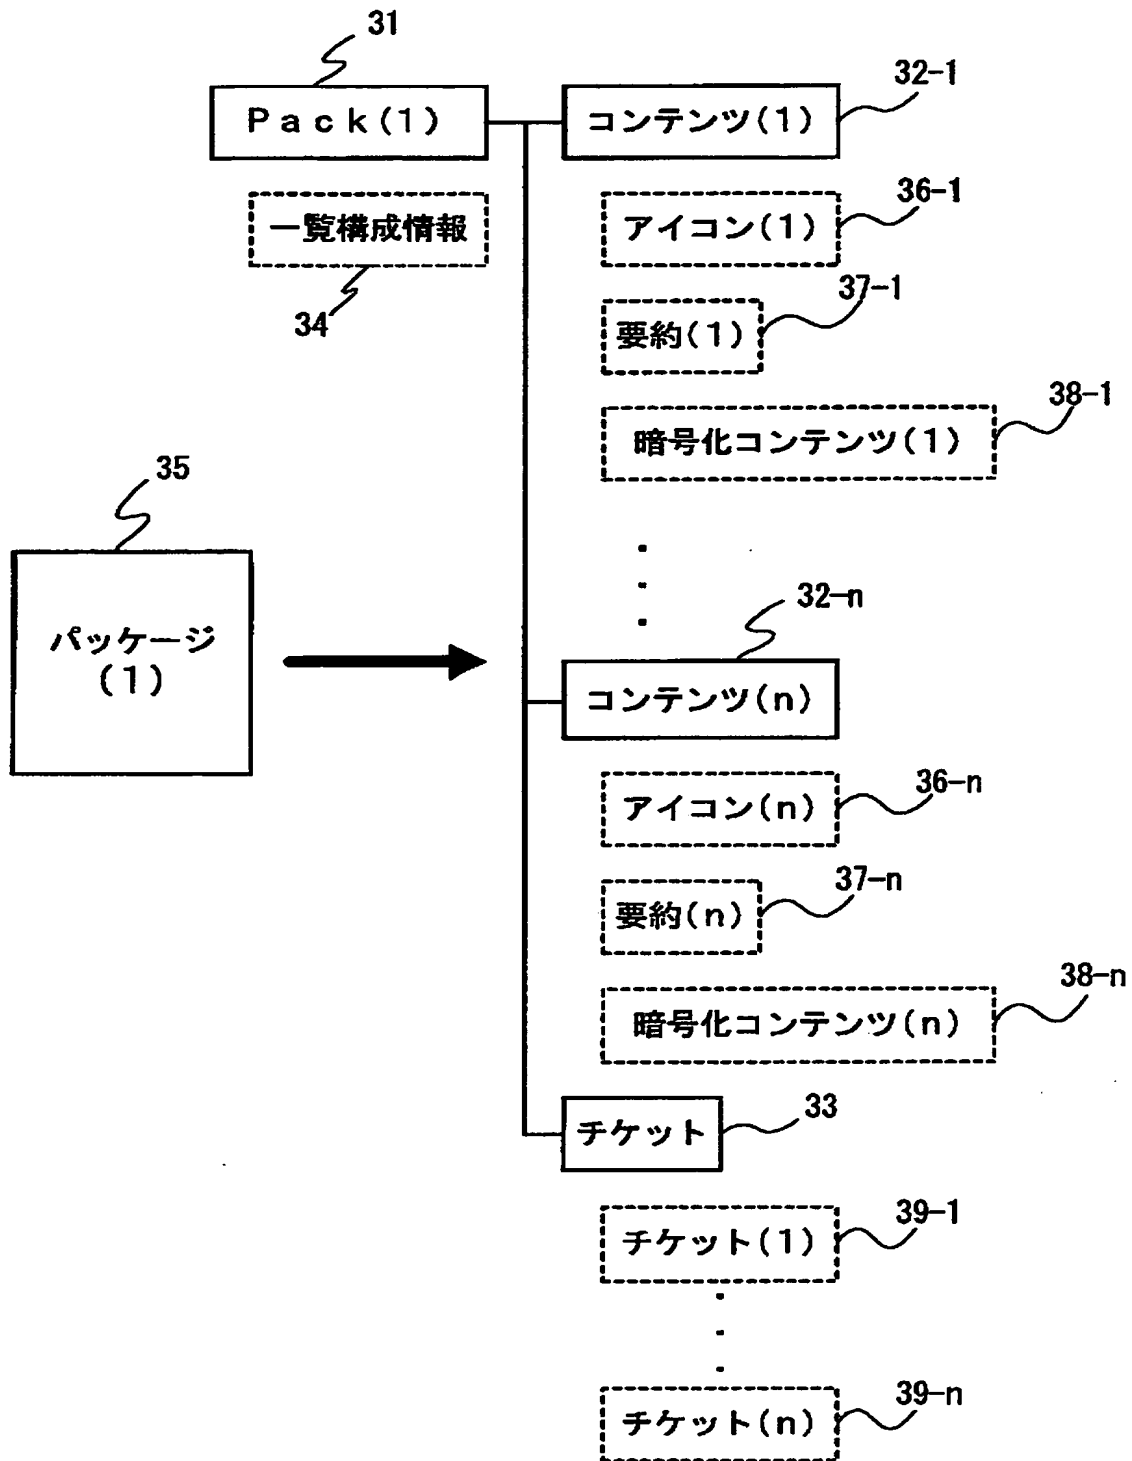 31
Pack(1)
一覧構成情報
34
32-1
コンテンツ(1)
36-1
アイコン(1)
37-1
要約(1)
38-1
暗号化コンテンツ(1)
35
パッケージ
(1)
32-n
コンテンツ(n)
36-n
アイコン(n)
37-n
要約(n)
38-n
暗号化コンテンツ(n)
33
チケット
39-1
チケット(1)
39-n
チケット(n)